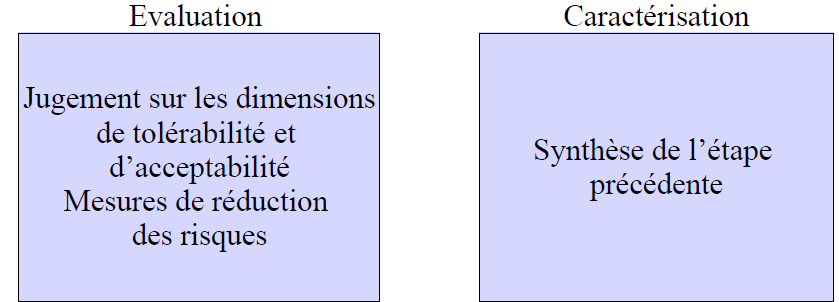 Evaluation
Jugement sur les dimensions
de tolérabilité et
d’acceptabilité
Mesures de réduction
des risques
Caractérisation
Synthèse de l’étape
précédente